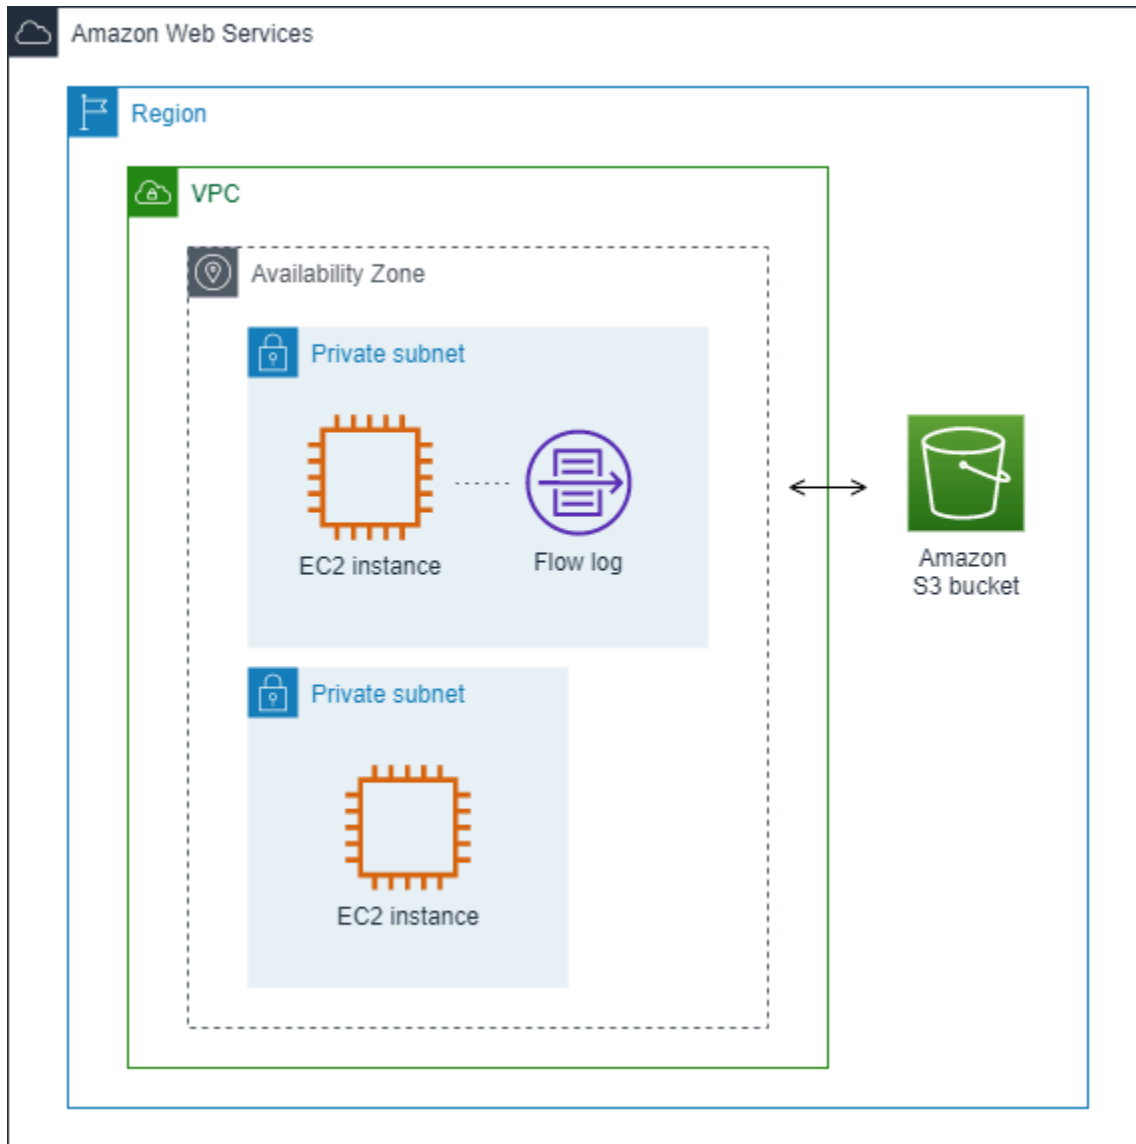 Amazon Web Services
Region
VPC
Availability Zone
Private subnet
EC2 instance
Flow log
Amazon
S3 bucket
Private subnet
EC2 instance